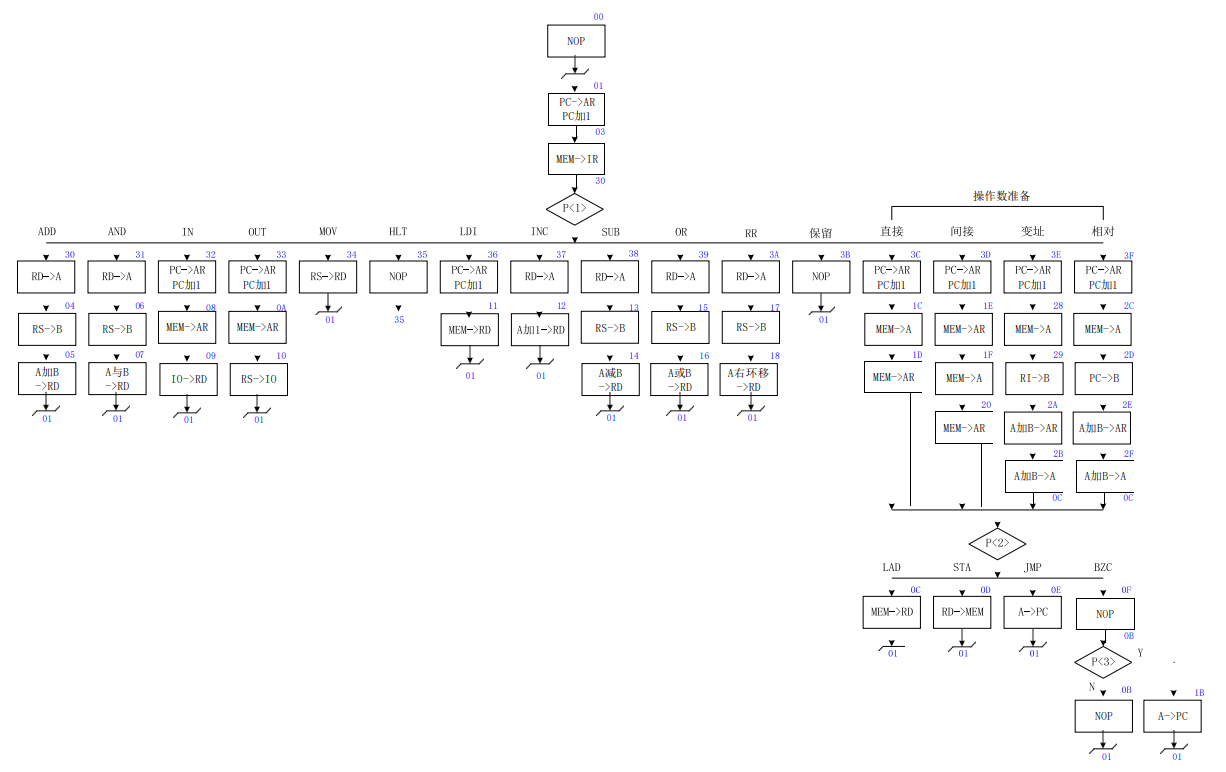 00
NOP
01
PC->AR
PC加1
03
MEM->IR
30
P<1>
操作数准备
ADD AND IN OUT MOV HLT LDI INC SUB OR RR 保留 直接 间接 变址 相对
30 31 32 33 34 35 36 37 38 39 3A 3B 3C 3D 3E 3F
RD->A RD->A PC->AR PC->AR RS->RD NOP PC->AR RD->A RD->A RD->A RD->A NOP PC->AR PC->AR PC->AR PC->AR
PC加1 PC加1 PC加1 PC加1 PC加1 PC加1 PC加1
04 06 08 0A 01 35 11 12 13 15 17 01 1C 1E 28 2C
RS->B RS->B MEM->AR MEM->AR MEM->RD A加1->RD RS->B RS->B RS->B MEM->A MEM->AR MEM->A MEM->A
05 07 09 10 01 01 14 16 18 1D 1F 29 2D
A加B A与B IO->RD RS->IO A减B A或B A右环移 MEM->AR MEM->A RI->B PC->B
->RD ->RD ->RD ->RD ->RD
01 01 01 01 01 01 01 20 2A 2E
MEM->AR A加B->AR A加B->AR
2B 2F
A加B->A A加B->A
0C 0C
P<2>
LAD STA JMP BZC
0C 0D 0E 0F
MEM->RD RD->MEM A->PC NOP
01 01 01 0B
P<3> Y
N 0B 1B
NOP A->PC
01 01